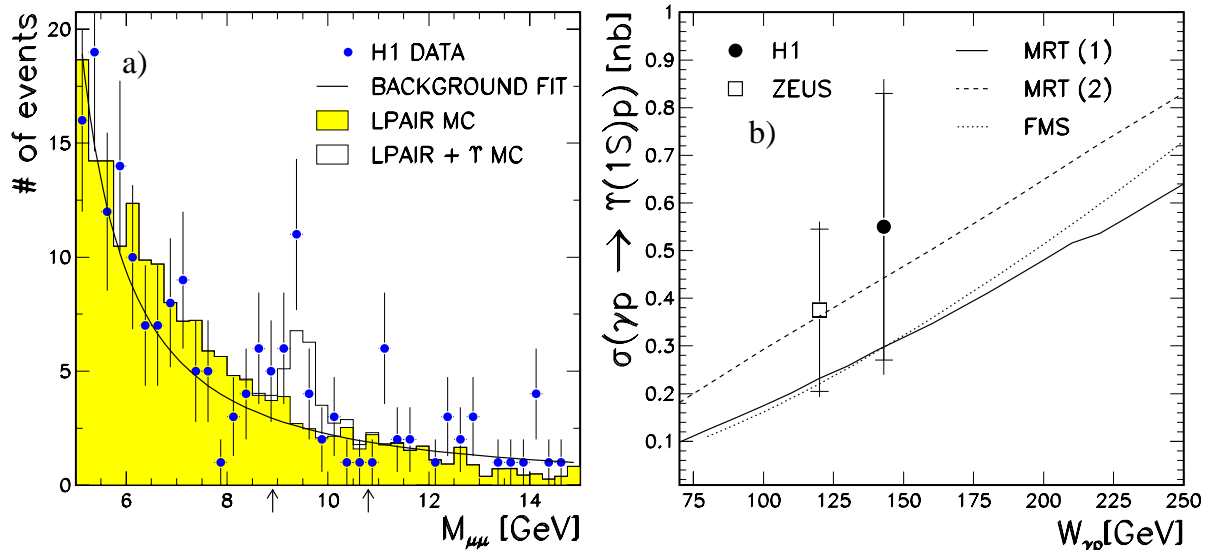 # of events
20
15
10
5
0
a)
H1 DATA
BACKGROUND FIT
LPAIR MC
LPAIR + ϒ MC
6
8
10
12
14
M_μμ [GeV]
σ(γp → ϒ(1S)p) [nb]
1
0.9
0.8
0.7
0.6
0.5
0.4
0.3
0.2
0.1
H1
ZEUS
b)
MRT (1)
MRT (2)
FMS
75
100
125
150
175
200
225
250
W_γp[GeV]